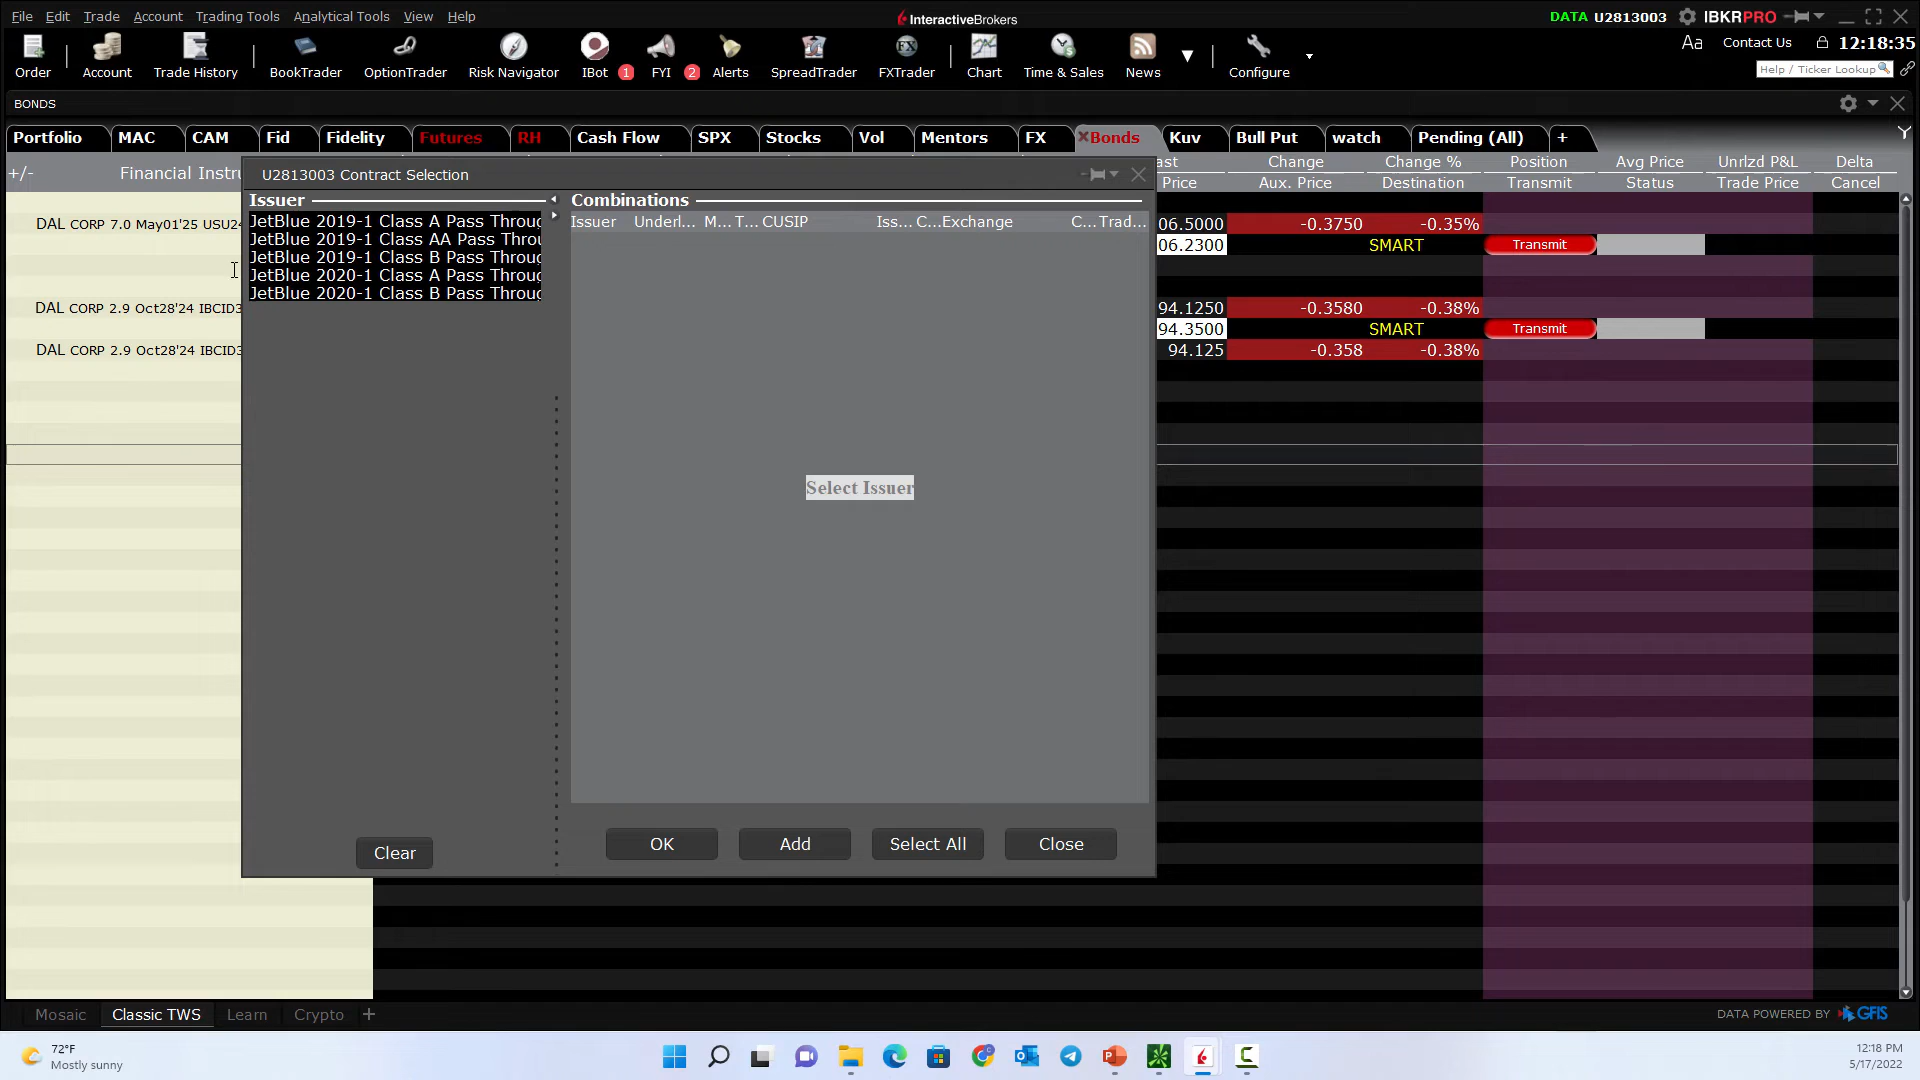 File Edit Trade Account Trading Tools Analytical Tools View Help
InteractiveBrokers
DATA U2813003 IBKRPRO
Order Account Trade History BookTrader OptionTrader Risk Navigator IBot 1 FYI 2 Alerts SpreadTrader FXTrader Chart Time & Sales News Configure
Aa Contact Us 12:18:35
Help / Ticker Lookup
BONDS
Portfolio MAC CAM Fid Fidelity Futures RH Cash Flow SPX Stocks Vol Mentors FX Bonds Kuv Bull Put watch Pending (All) +
+/- Financial Instru
ast Change Change % Position Avg Price Unrlzd P&L Delta
Price Aux. Price Destination Transmit Status Trade Price Cancel
U2813003 Contract Selection
Issuer
JetBlue 2019-1 Class A Pass Throug
JetBlue 2019-1 Class AA Pass Throu
JetBlue 2019-1 Class B Pass Throug
JetBlue 2020-1 Class A Pass Throug
JetBlue 2020-1 Class B Pass Throug
Clear
Combinations
Issuer Underl... M... T... CUSIP Iss... C...Exchange C...Trad...
Select Issuer
OK Add Select All Close
DAL CORP 7.0 May01'25 USU24
06.5000 -0.3750 -0.35%
06.2300 SMART Transmit
DAL CORP 2.9 Oct28'24 IBCID3
94.1250 -0.3580 -0.38%
94.3500 SMART Transmit
DAL CORP 2.9 Oct28'24 IBCID3
94.125 -0.358 -0.38%
Mosaic Classic TWS Learn Crypto +
DATA POWERED BY GFIS
72°F
Mostly sunny
12:18 PM
5/17/2022